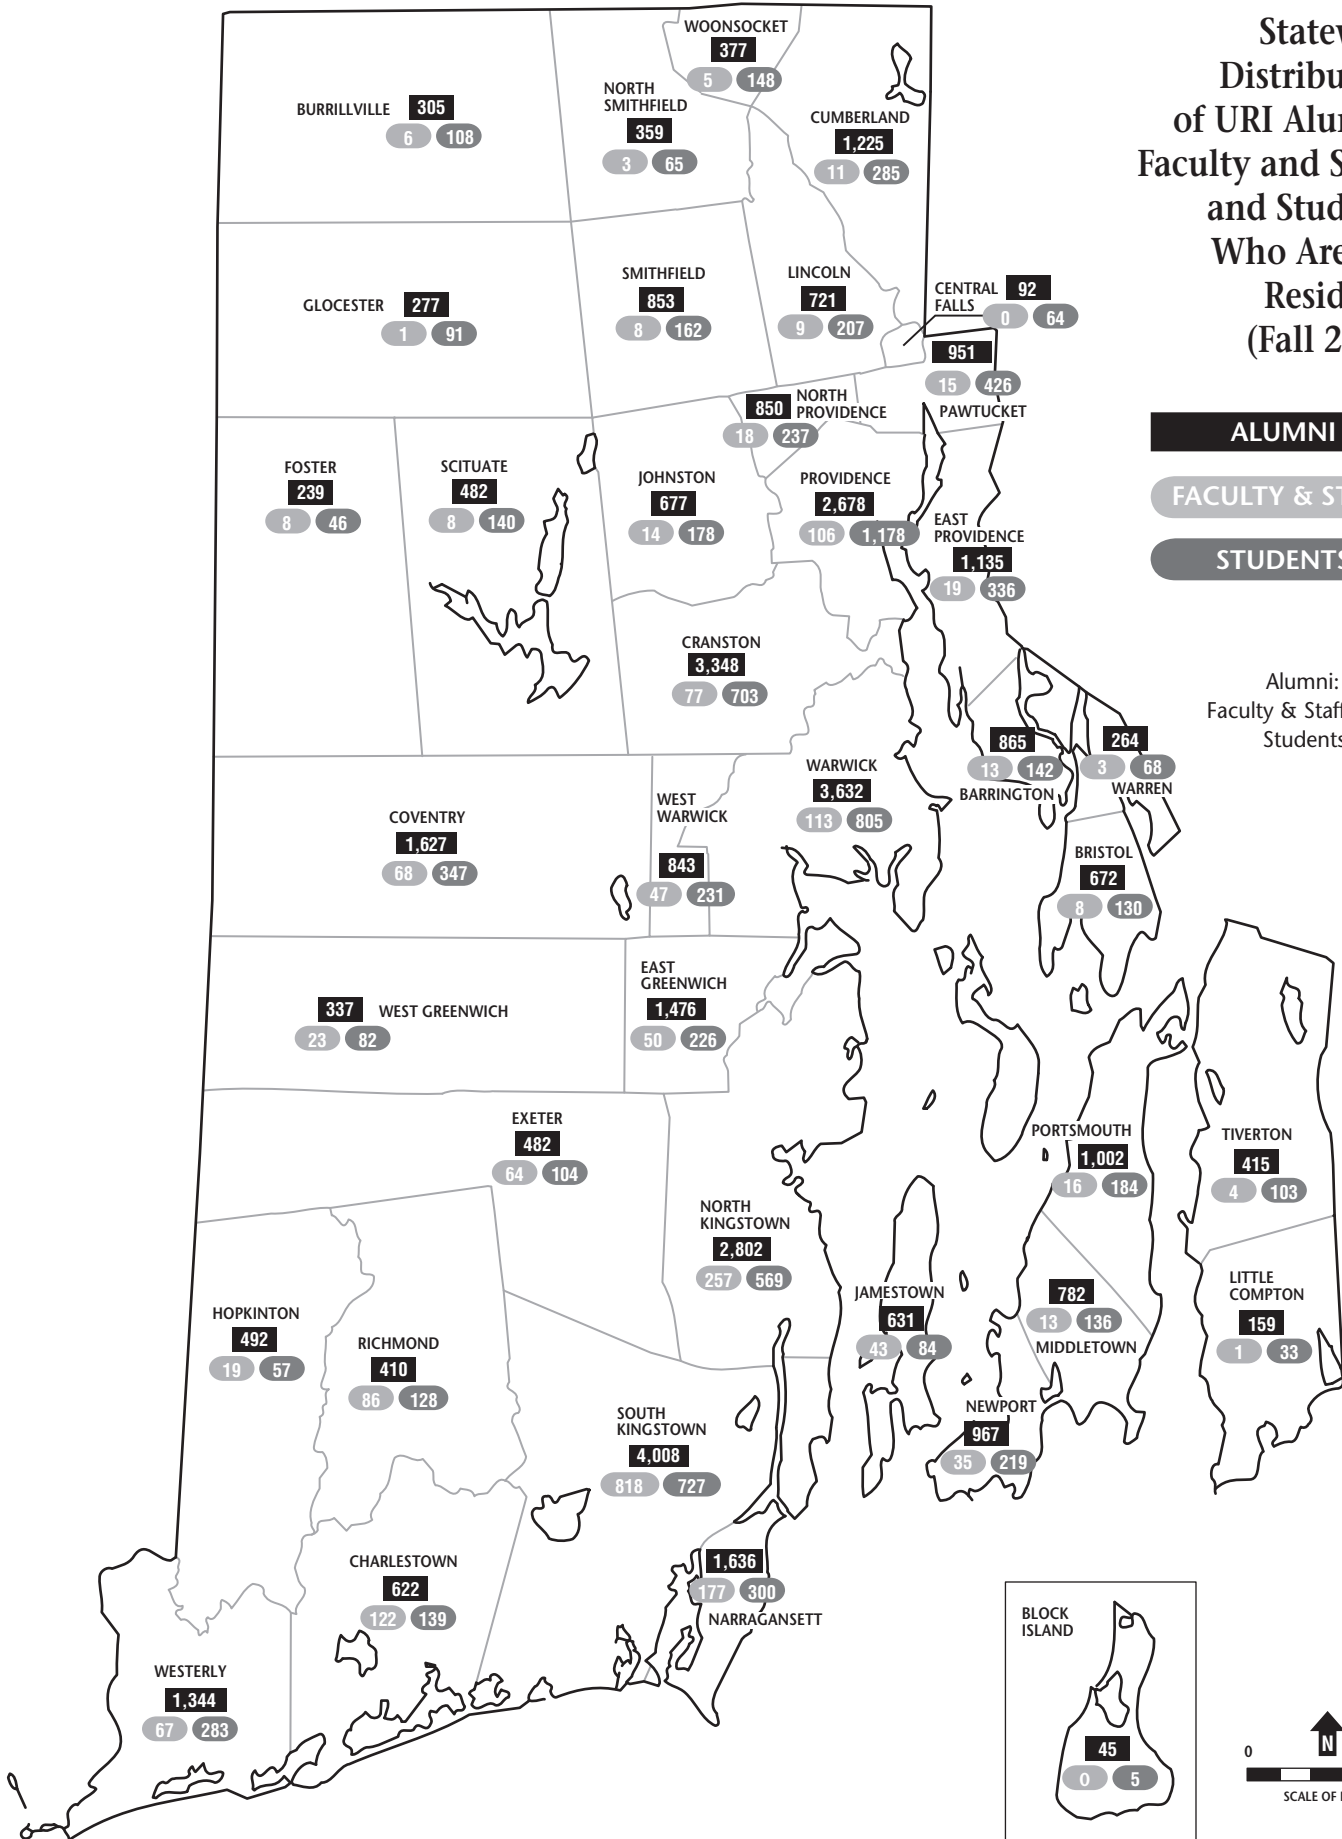 Distribu
of URI Alu
Faculty and S
and Stud
Who Are
Resid
(Fall 2
ALUMNI
FACULTY & ST
STUDENTS
Alumni:
Faculty & Staf
Students
WOONSOCKET
377
5 148
BURRILLVILLE 305
6 108
NORTH
SMITHFIELD
359
3 65
CUMBERLAND
1,225
11 285
GLOCESTER 277
1 91
SMITHFIELD
853
8 162
LINCOLN
721
9 207
CENTRAL
FALLS
92
0 64
951
15 426
PAWTUCKET
850 NORTH
PROVIDENCE
18 237
FOSTER
239
8 46
SCITUATE
482
8 140
JOHNSTON
677
14 178
PROVIDENCE
2,678
106 1,178
EAST
PROVIDENCE
1,135
19 336
CRANSTON
3,348
77 703
865
13 142
BARRINGTON
264
3 68
WARREN
WARWICK
3,632
113 805
WEST
WARWICK
843
47 231
COVENTRY
1,627
68 347
BRISTOL
672
8 130
337 WEST GREENWICH
23 82
EAST
GREENWICH
1,476
50 226
EXETER
482
64 104
PORTSMOUTH
1,002
16 184
TIVERTON
415
4 103
NORTH
KINGSTOWN
2,802
257 569
HOPKINTON
492
19 57
RICHMOND
410
86 128
JAMESTOWN
631
43 84
782
13 136
MIDDLETOWN
LITTLE
COMPTON
159
1 33
SOUTH
KINGSTOWN
4,008
818 727
NEWPORT
967
35 219
CHARLESTOWN
622
122 139
1,636
177 300
NARRAGANSETT
WESTERLY
1,344
67 283
BLOCK
ISLAND
45
0 5
0
N
SCALE OF